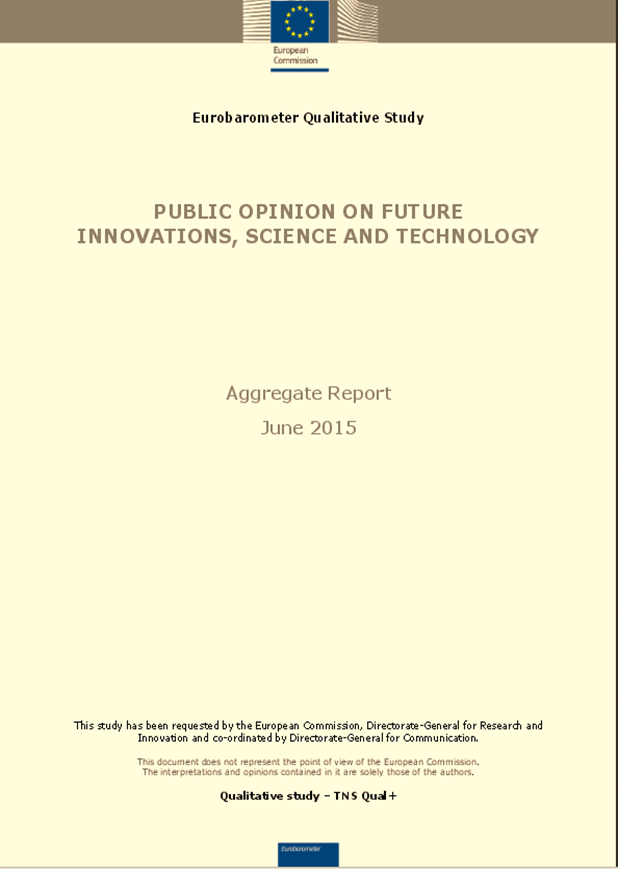 European
Commission
Eurobarometer Qualitative Study
PUBLIC OPINION ON FUTURE
INNOVATIONS, SCIENCE AND TECHNOLOGY
Aggregate Report
June 2015
This study has been requested by the European Commission, Directorate-General for Research and
Innovation and co-ordinated by Directorate-General for Communication.
This document does not represent the point of view of the European Commission.
The interpretations and opinions contained in it are solely those of the authors.
Qualitative study – TNS Qual+
Eurobarometer